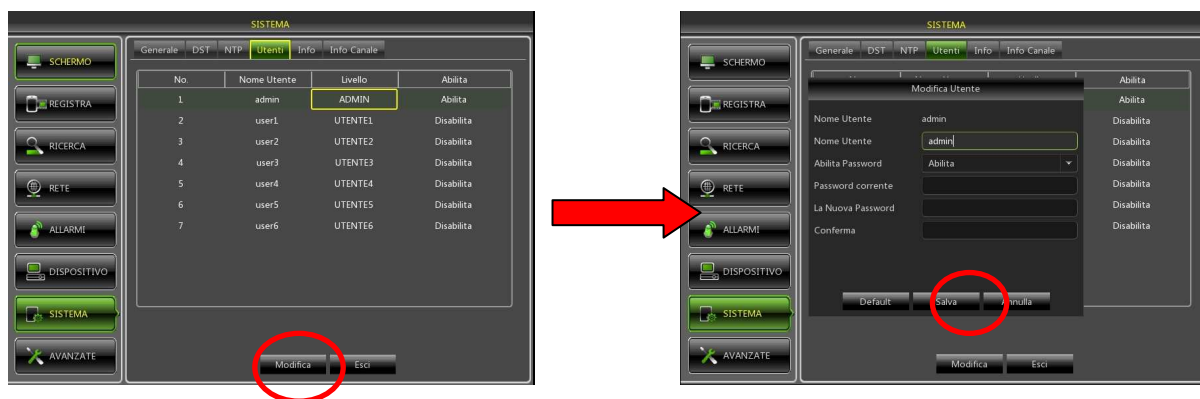 SISTEMA
Generale DST NTP Utenti Info Info Canale
SCHERMO
REGISTRA
RICERCA
RETE
ALLARMI
DISPOSITIVO
SISTEMA
AVANZATE
No. Nome Utente Livello Abilita
1 admin ADMIN Abilita
2 user1 UTENTE1 Disabilita
3 user2 UTENTE2 Disabilita
4 user3 UTENTE3 Disabilita
5 user4 UTENTE4 Disabilita
6 user5 UTENTE5 Disabilita
7 user6 UTENTE6 Disabilita
Modifica Esci
SISTEMA
Generale DST NTP Utenti Info Info Canale
SCHERMO
REGISTRA
RICERCA
RETE
ALLARMI
DISPOSITIVO
SISTEMA
AVANZATE
Abilita
Abilita
Disabilita
Disabilita
Disabilita
Disabilita
Disabilita
Disabilita
Modifica Utente
Nome Utente admin
Nome Utente admin
Abilita Password Abilita
Password corrente
La Nuova Password
Conferma
Default Salva Annulla
Modifica Esci